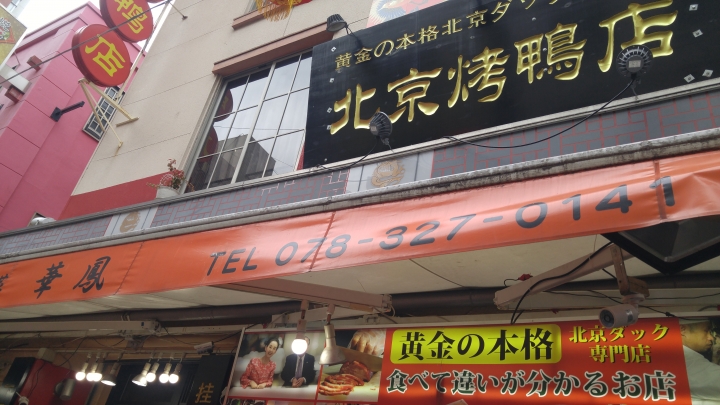 鴨
店
黄金の本格北京ダック
北京烤鴨店
華鳳
TEL 078-327-0141
黄金の本格
北京ダック
専門店
食べて違いが分かるお店